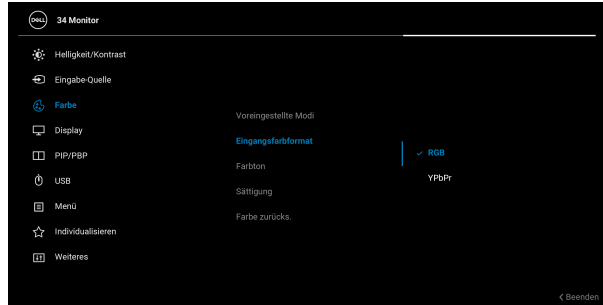 DELL
34 Monitor
Helligkeit/Kontrast
Eingabe-Quelle
Farbe
Display
PIP/PBP
USB
Menü
Individualisieren
Weiteres
Voreingestellte Modi
Eingangsfarbformat
Farbton
Sättigung
Farbe zurücks.
RGB
YPbPr
Beenden